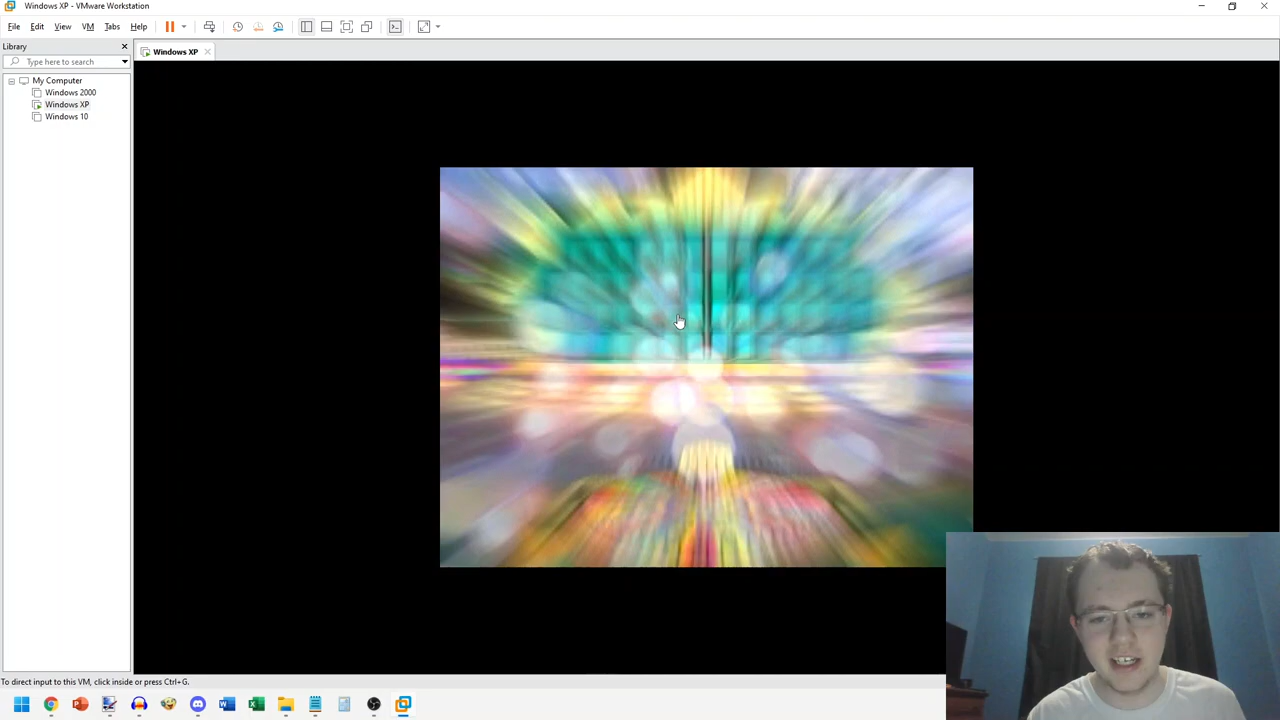 Windows XP - VMware Workstation
File Edit View VM Tabs Help
Library
Type here to search
Windows XP
My Computer
Windows 2000
Windows XP
Windows 10
To direct input to this VM, click inside or press Ctrl+G.